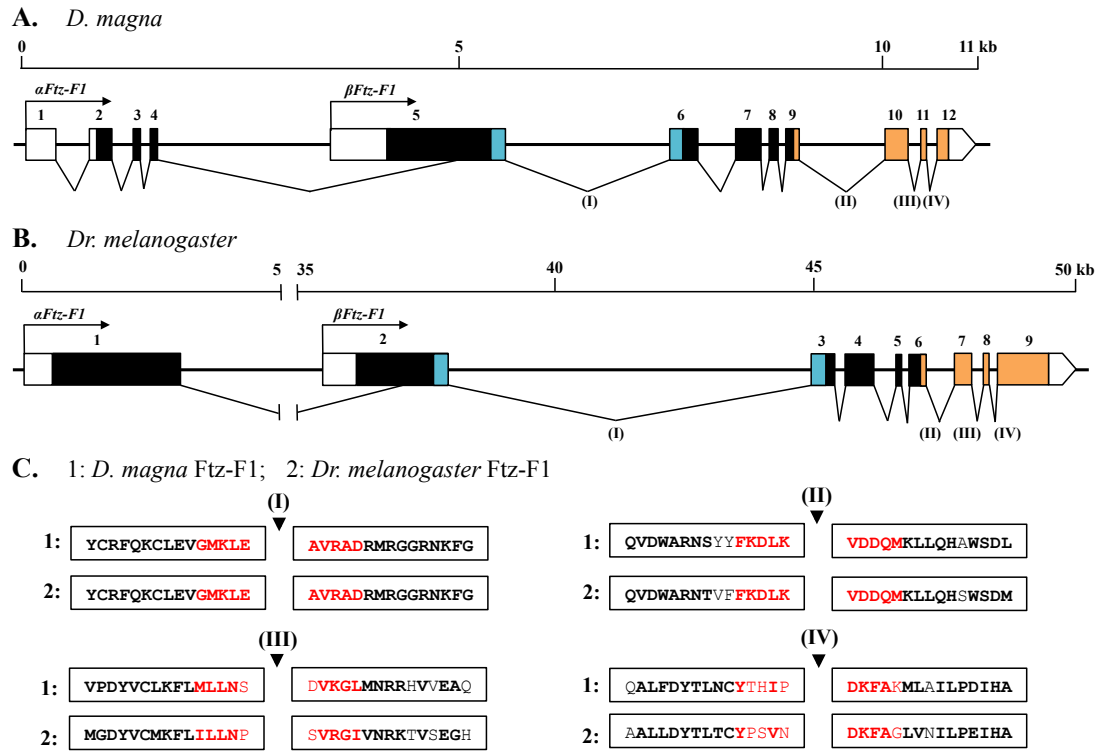 A. D. magna
0 5 10 11 kb
αFtz-F1 βFtz-F1
1 2 3 4 5 6 7 8 9 10 11 12
(I) (II) (III) (IV)
B. Dr. melanogaster
0 5 35 40 45 50 kb
αFtz-F1 βFtz-F1
1 2 3 4 5 6 7 8 9
(I) (II) (III) (IV)
C. 1: D. magna Ftz-F1; 2: Dr. melanogaster Ftz-F1
(I)
1: YCRFQKCLEVGMKLE AVRADRMRGGRNKFG
2: YCRFQKCLEVGMKLE AVRADRMRGGRNKFG
(II)
1: QVDWARNSYYFKDLK VDDQMKLLQHAWSDL
2: QVDWARNTVFFKDLK VDDQMKLLQHSWSDM
(III)
1: VPDYVCLKFLMLLNS DVKGLMNRRHVVEAQ
2: MGDYVCMKFLILLNP SVRGIVNRKTVSEGH
(IV)
1: QALFDYTLNCYTHIP DKFAKMLAILPDIHA
2: AALLDYTLTCYPSVN DKFAGLVNILPEIHA